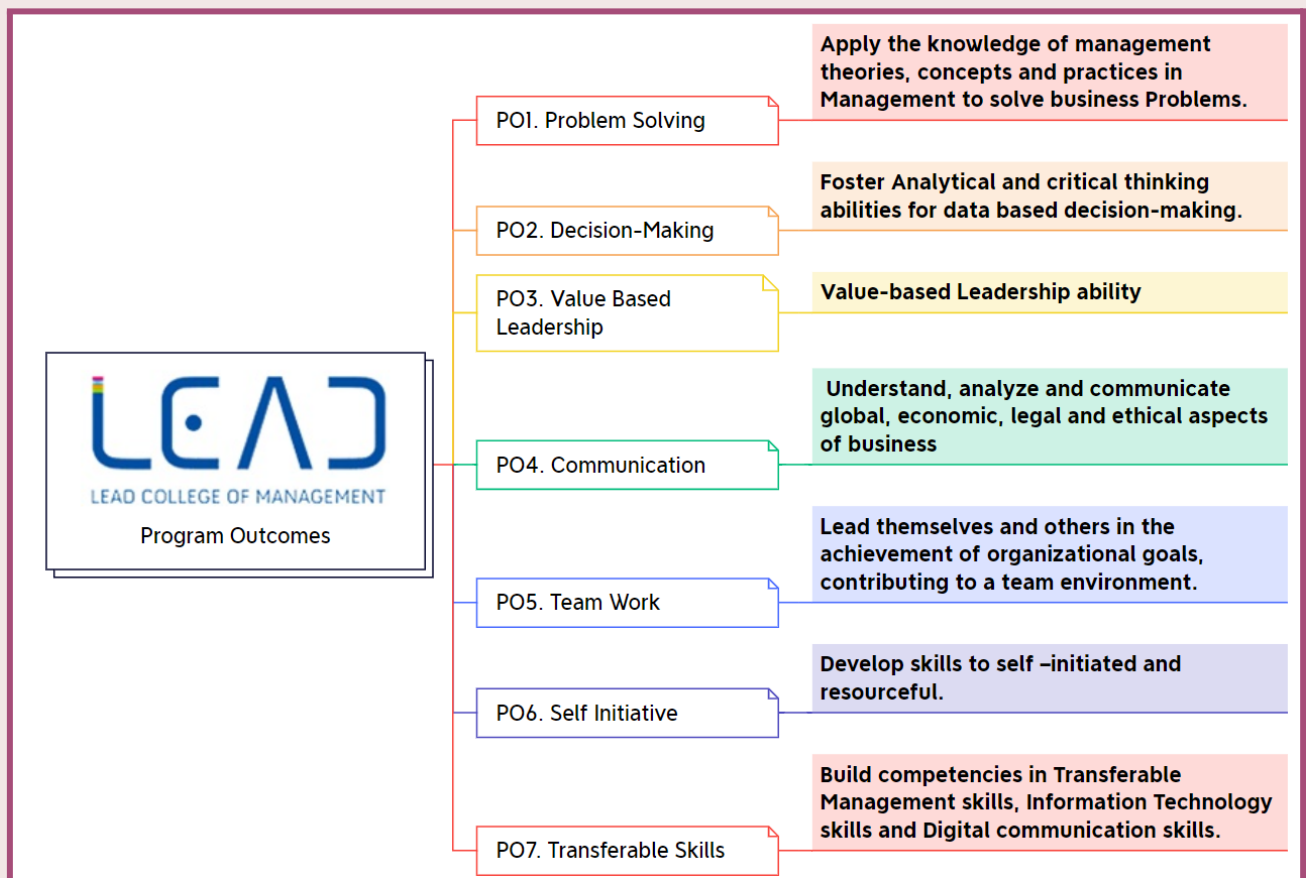 LEAD
LEAD COLLEGE OF MANAGEMENT
Program Outcomes
PO1. Problem Solving
Apply the knowledge of management
theories, concepts and practices in
Management to solve business Problems.
PO2. Decision-Making
Foster Analytical and critical thinking
abilities for data based decision-making.
PO3. Value Based
Leadership
Value-based Leadership ability
PO4. Communication
Understand, analyze and communicate
global, economic, legal and ethical aspects
of business
PO5. Team Work
Lead themselves and others in the
achievement of organizational goals,
contributing to a team environment.
PO6. Self Initiative
Develop skills to self –initiated and
resourceful.
PO7. Transferable Skills
Build competencies in Transferable
Management skills, Information Technology
skills and Digital communication skills.